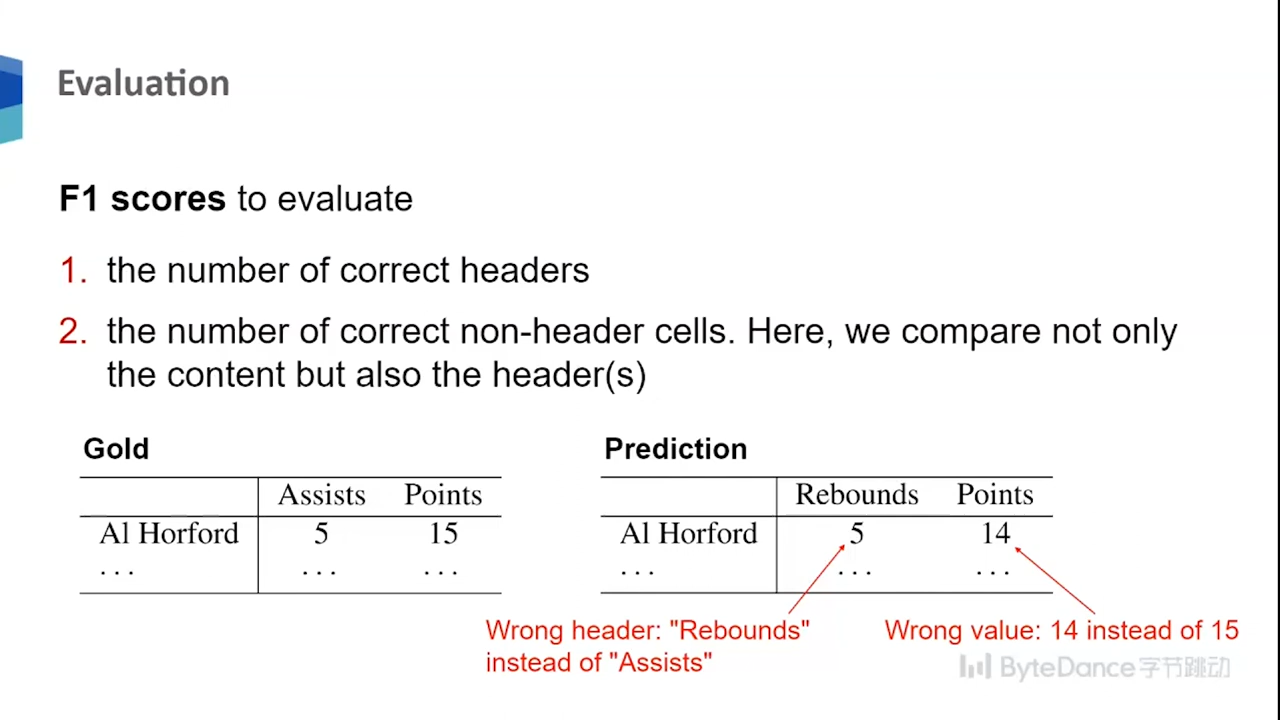 Evaluation
F1 scores to evaluate
1. the number of correct headers
2. the number of correct non-header cells. Here, we compare not only
the content but also the header(s)
Gold
Assists Points
Al Horford 5 15
... ... ...
Prediction
Rebounds Points
Al Horford 5 14
... ... ...
Wrong header: "Rebounds"
instead of "Assists"
Wrong value: 14 instead of 15
ByteDance字节跳动